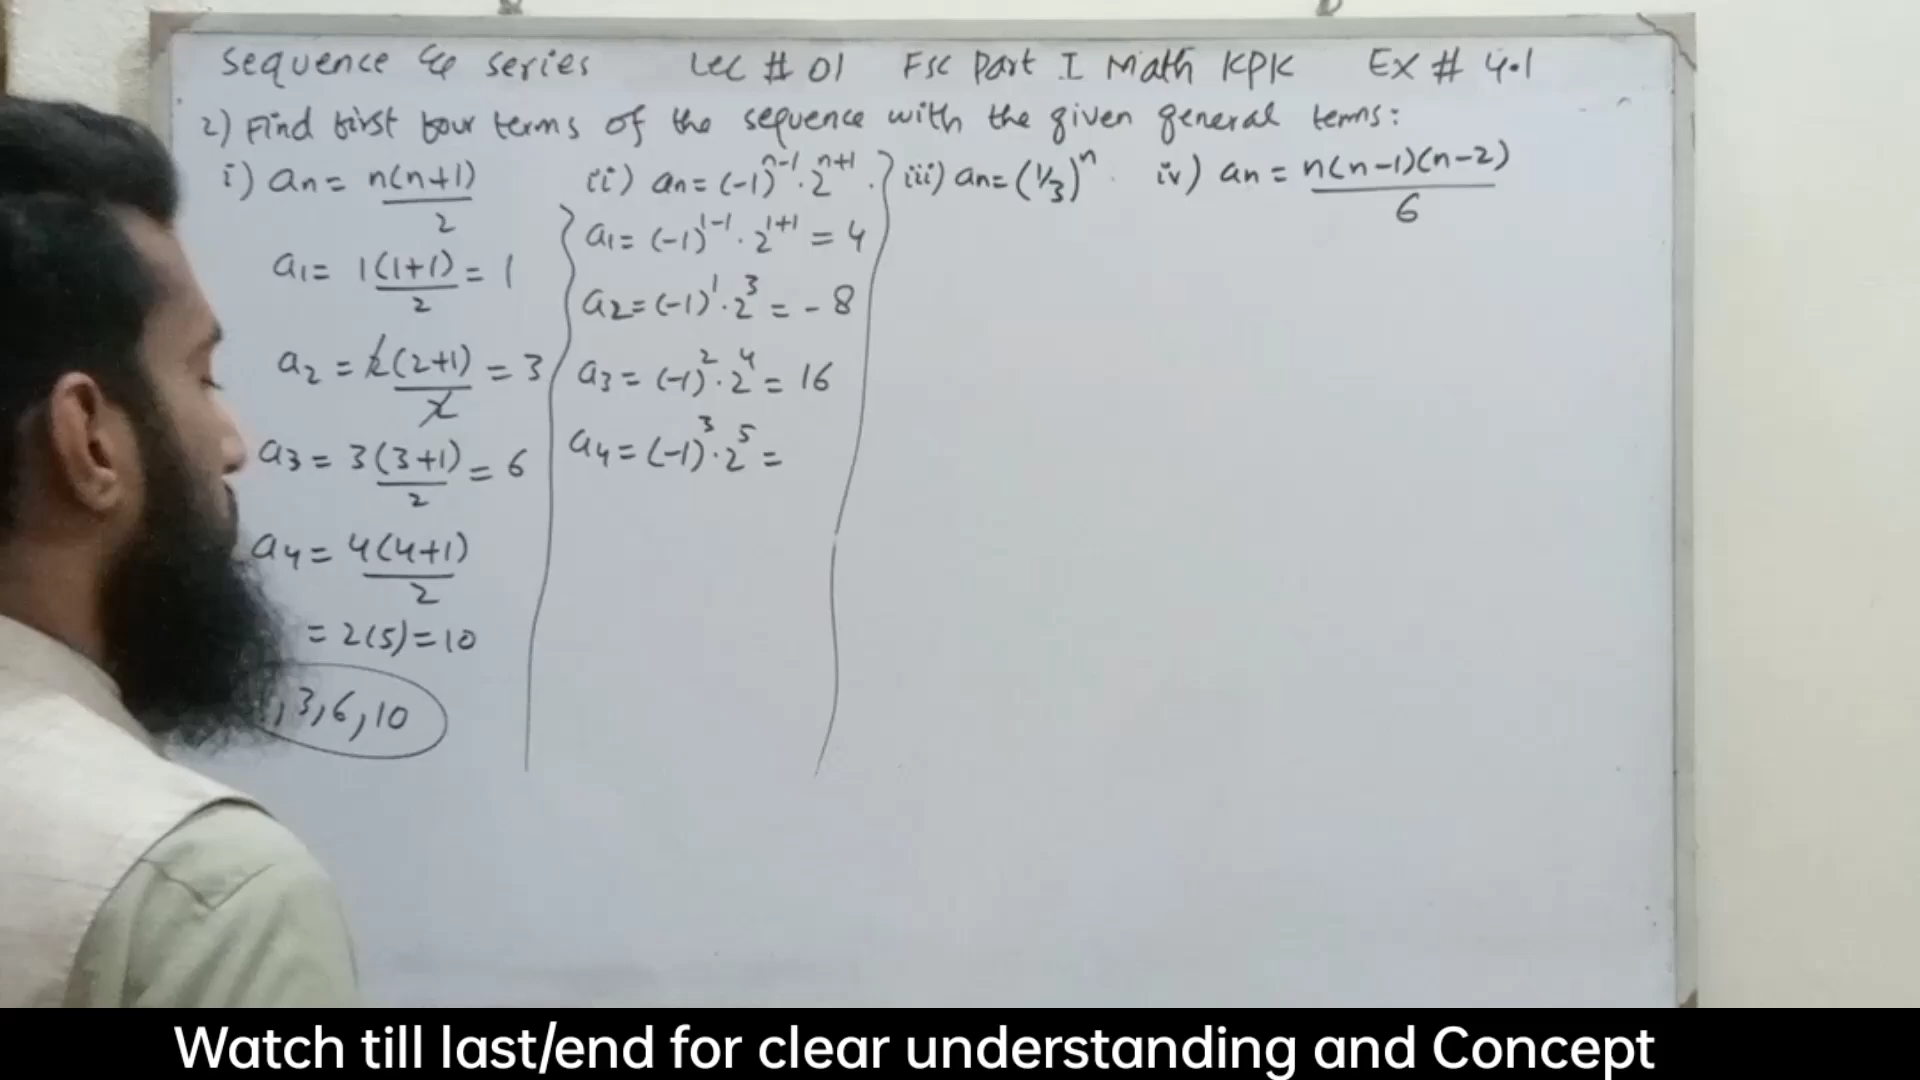 Sequence & series Lec # 01 Fsc Part I Math KPK EX # 4.1
2) Find first four terms of the sequence with the given general terms:
i) an = n(n+1)/2
a1 = 1(1+1)/2 = 1
a2 = 2(2+1)/2 = 3
a3 = 3(3+1)/2 = 6
a4 = 4(4+1)/2
= 2(5) = 10
, 3, 6, 10
ii) an = (-1)^n-1 . 2^n+1 .
a1 = (-1)^1-1 . 2^1+1 = 4
a2 = (-1)^1 . 2^3 = - 8
a3 = (-1)^2 . 2^4 = 16
a4 = (-1)^3 . 2^5 =
iii) an = (1/3)^n .
iv) an = n(n-1)(n-2)/6
Watch till last/end for clear understanding and Concept